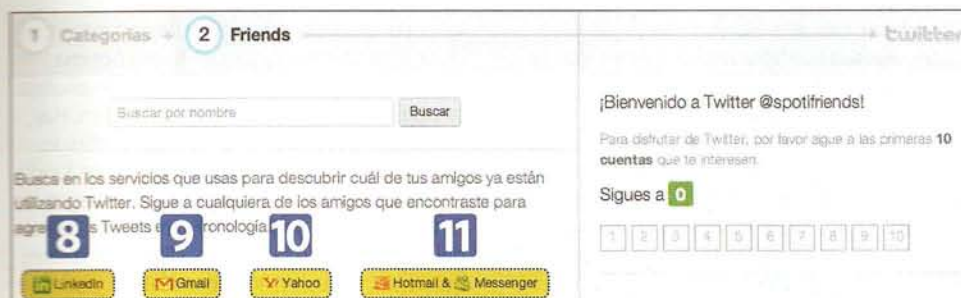 1 Categorías 2 Friends twitter
Buscar por nombre Buscar
Busca en los servicios que usas para descubrir cuál de tus amigos ya están
utilizando Twitter. Sigue a cualquiera de los amigos que encontraste para
Tweets
8 9 10 11
LinkedIn Gmail Yahoo Hotmail & Messenger
¡Bienvenido a Twitter @spotifriends!
Para disfrutar de Twitter, por favor sigue a las primeras 10
cuentas que te interesen.
Sigues a 0
1 2 3 4 5 6 7 8 9 10